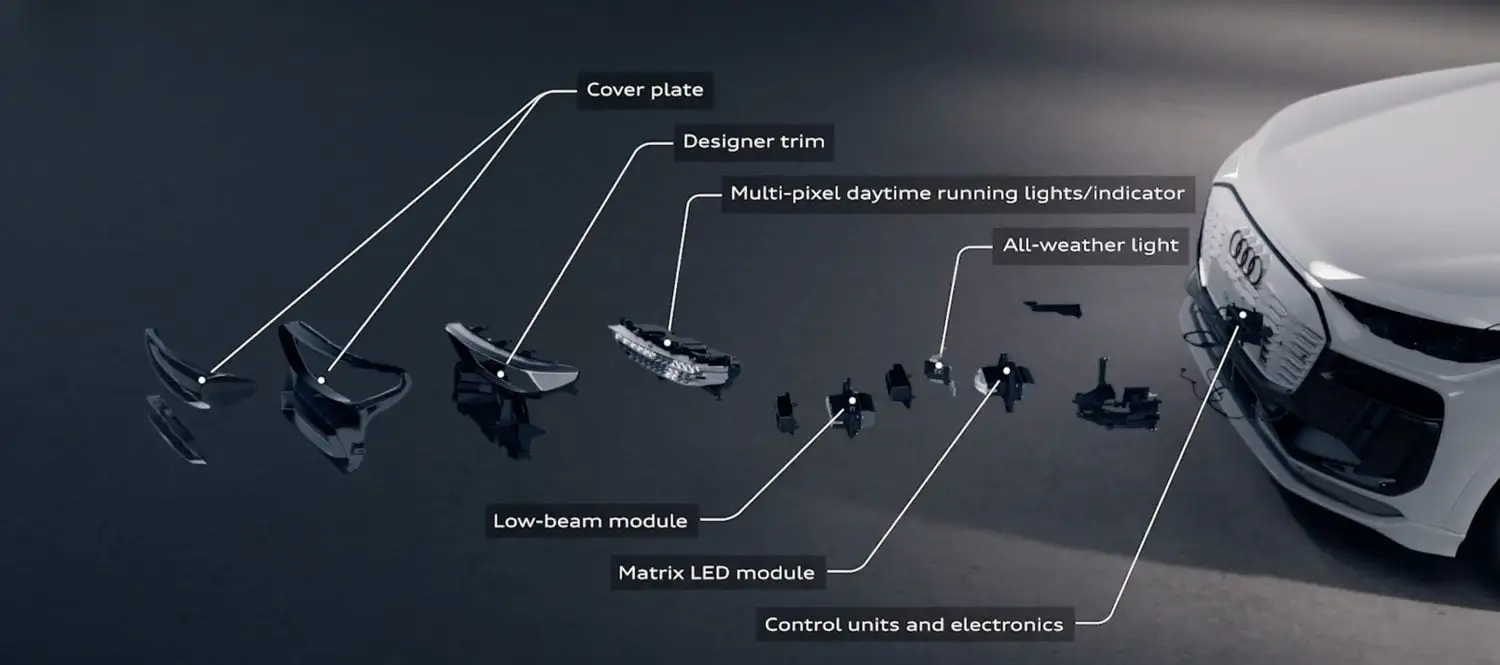 Cover plate
Designer trim
Multi-pixel daytime running lights/indicator
All-weather light
Low-beam module
Matrix LED module
Control units and electronics